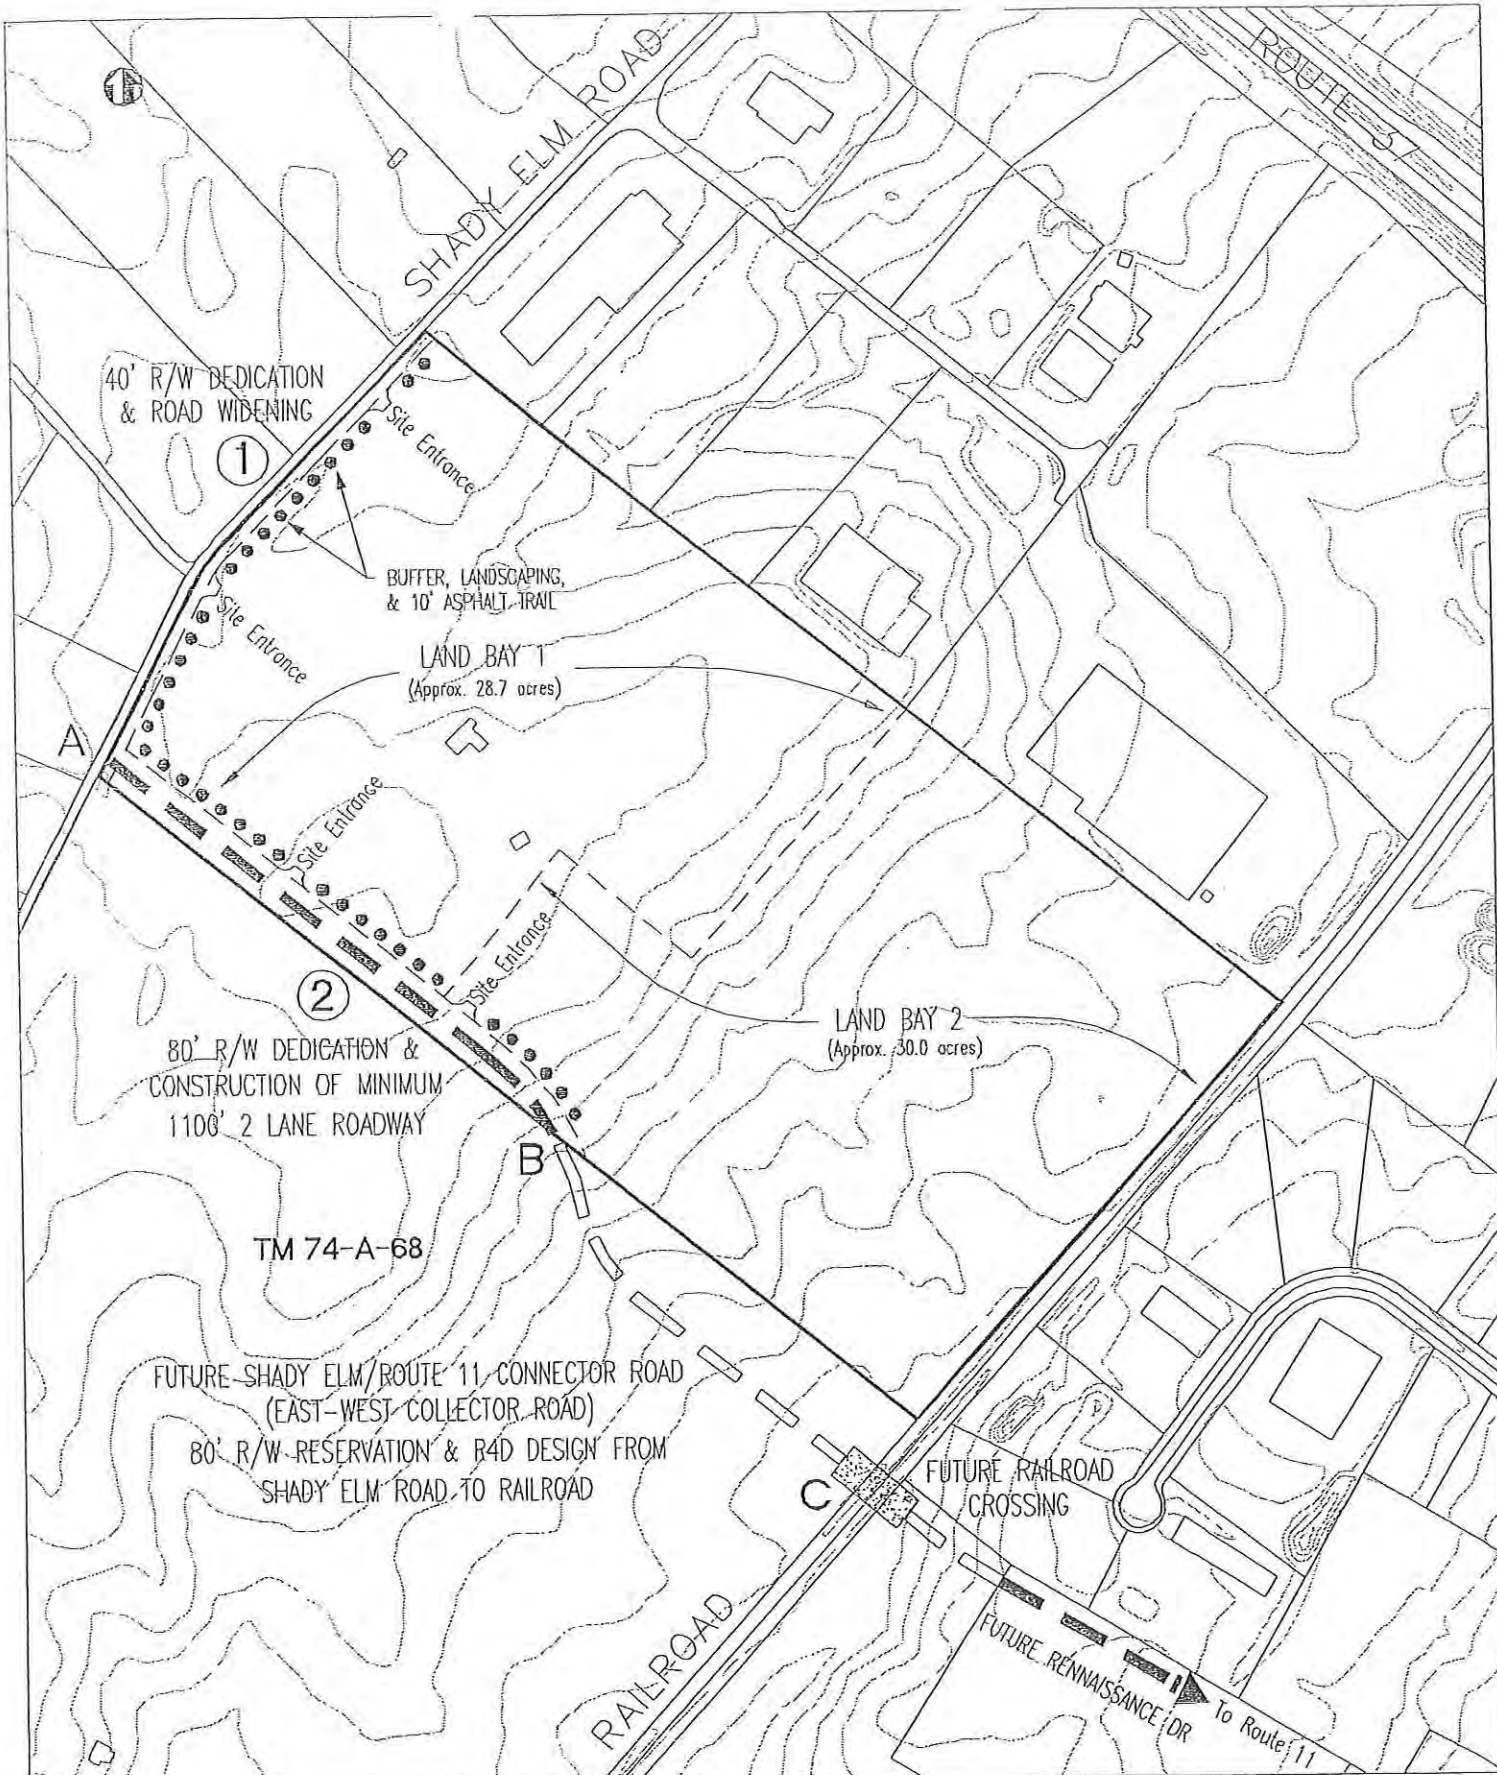 SHADY ELM ROAD
ROUTE 37
40' R/W DEDICATION
& ROAD WIDENING
1
Site Entrance
BUFFER, LANDSCAPING,
& 10' ASPHALT TRAIL
Site Entrance
LAND BAY 1
(Approx. 28.7 acres)
A
Site Entrance
Site Entrance
2
80' R/W DEDICATION &
CONSTRUCTION OF MINIMUM
1100' 2 LANE ROADWAY
LAND BAY 2
(Approx. 30.0 acres)
B
TM 74-A-68
FUTURE SHADY ELM/ROUTE 11 CONNECTOR ROAD
(EAST-WEST COLLECTOR ROAD)
80' R/W RESERVATION & R4D DESIGN FROM
SHADY ELM ROAD TO RAILROAD
C
FUTURE RAILROAD
CROSSING
RAILROAD
FUTURE RENNAISSANCE DR
To Route 11